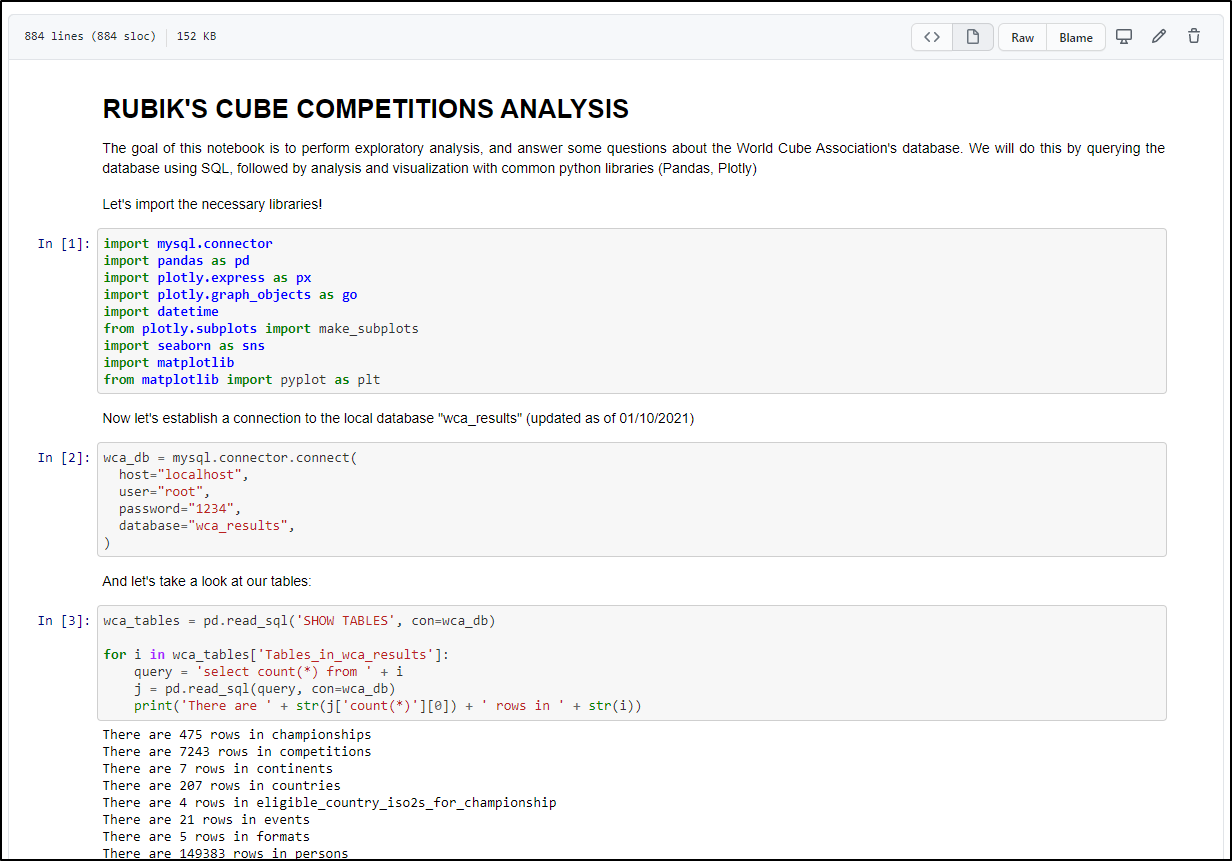 884 lines (884 sloc) 152 KB
<> Raw Blame
RUBIK'S CUBE COMPETITIONS ANALYSIS
The goal of this notebook is to perform exploratory analysis, and answer some questions about the World Cube Association's database. We will do this by querying the
database using SQL, followed by analysis and visualization with common python libraries (Pandas, Plotly)
Let's import the necessary libraries!
In [1]: import mysql.connector
import pandas as pd
import plotly.express as px
import plotly.graph_objects as go
import datetime
from plotly.subplots import make_subplots
import seaborn as sns
import matplotlib
from matplotlib import pyplot as plt
Now let's establish a connection to the local database "wca_results" (updated as of 01/10/2021)
In [2]: wca_db = mysql.connector.connect(
  host="localhost",
  user="root",
  password="1234",
  database="wca_results",
)
And let's take a look at our tables:
In [3]: wca_tables = pd.read_sql('SHOW TABLES', con=wca_db)
for i in wca_tables['Tables_in_wca_results']:
    query = 'select count(*) from ' + i
    j = pd.read_sql(query, con=wca_db)
    print('There are ' + str(j['count(*)'][0]) + ' rows in ' + str(i))
There are 475 rows in championships
There are 7243 rows in competitions
There are 7 rows in continents
There are 207 rows in countries
There are 4 rows in eligible_country_iso2s_for_championship
There are 21 rows in events
There are 5 rows in formats
There are 149383 rows in persons